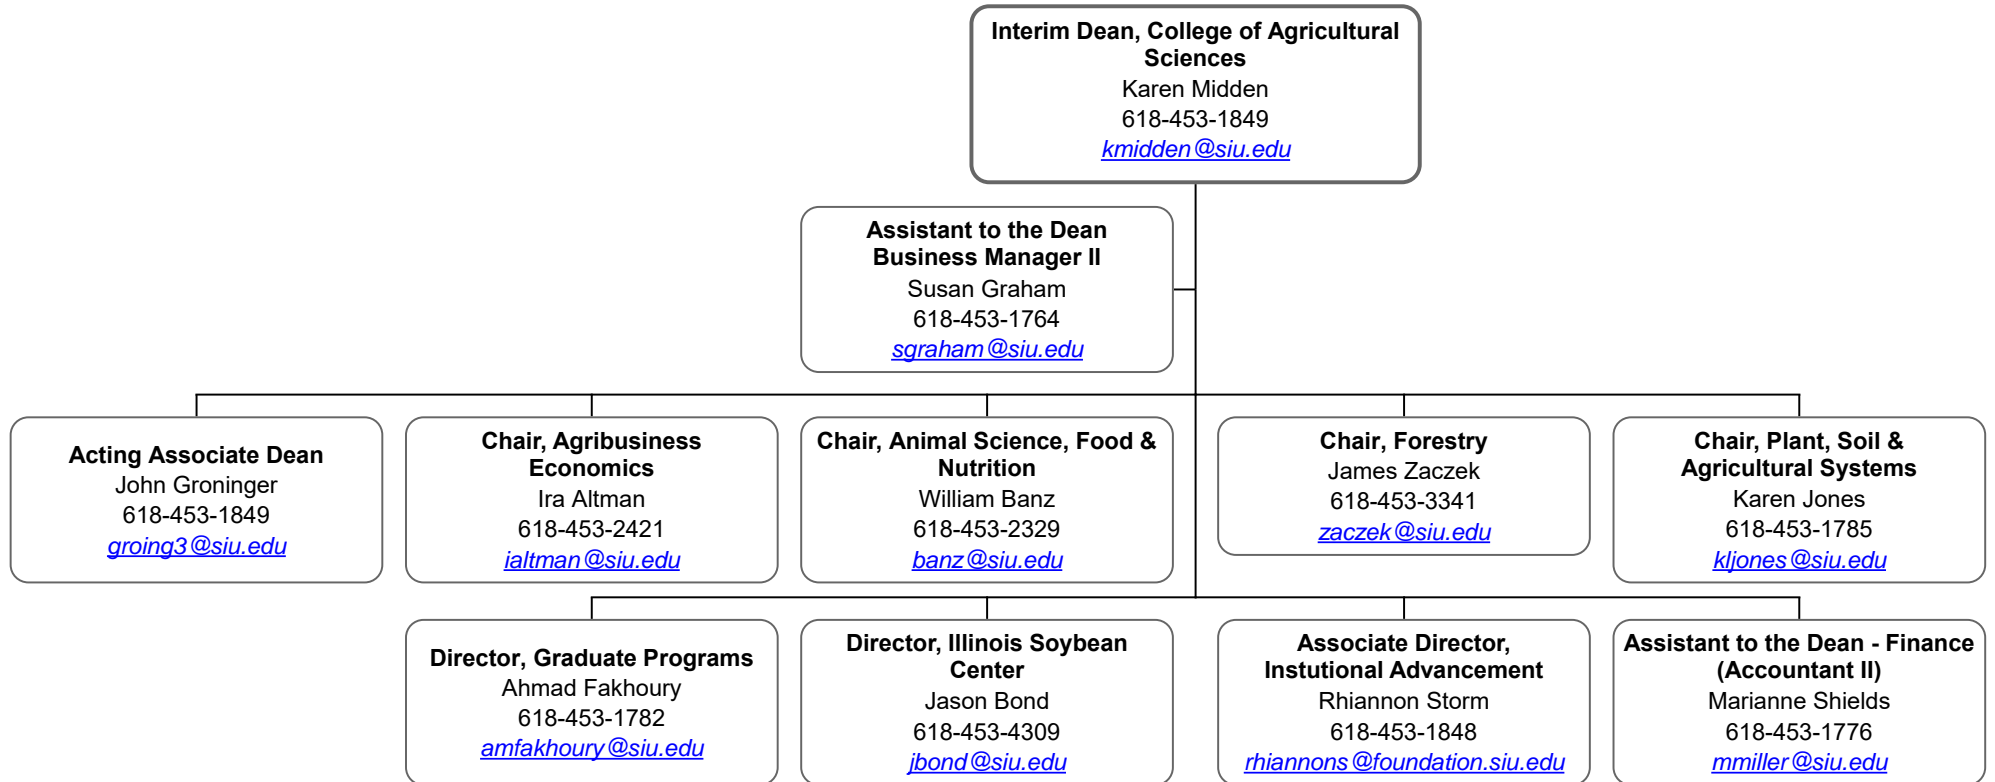 Interim Dean, College of Agricultural
Sciences
Karen Midden
618-453-1849
kmidden@siu.edu
Assistant to the Dean
Business Manager II
Susan Graham
618-453-1764
sgraham@siu.edu
Acting Associate Dean
John Groninger
618-453-1849
groing3@siu.edu
Chair, Agribusiness
Economics
Ira Altman
618-453-2421
ialtman@siu.edu
Chair, Animal Science, Food &
Nutrition
William Banz
618-453-2329
banz@siu.edu
Chair, Forestry
James Zaczek
618-453-3341
zaczek@siu.edu
Chair, Plant, Soil &
Agricultural Systems
Karen Jones
618-453-1785
kljones@siu.edu
Director, Graduate Programs
Ahmad Fakhoury
618-453-1782
amfakhoury@siu.edu
Director, Illinois Soybean
Center
Jason Bond
618-453-4309
jbond@siu.edu
Associate Director,
Instutional Advancement
Rhiannon Storm
618-453-1848
rhiannons@foundation.siu.edu
Assistant to the Dean - Finance
(Accountant II)
Marianne Shields
618-453-1776
mmiller@siu.edu